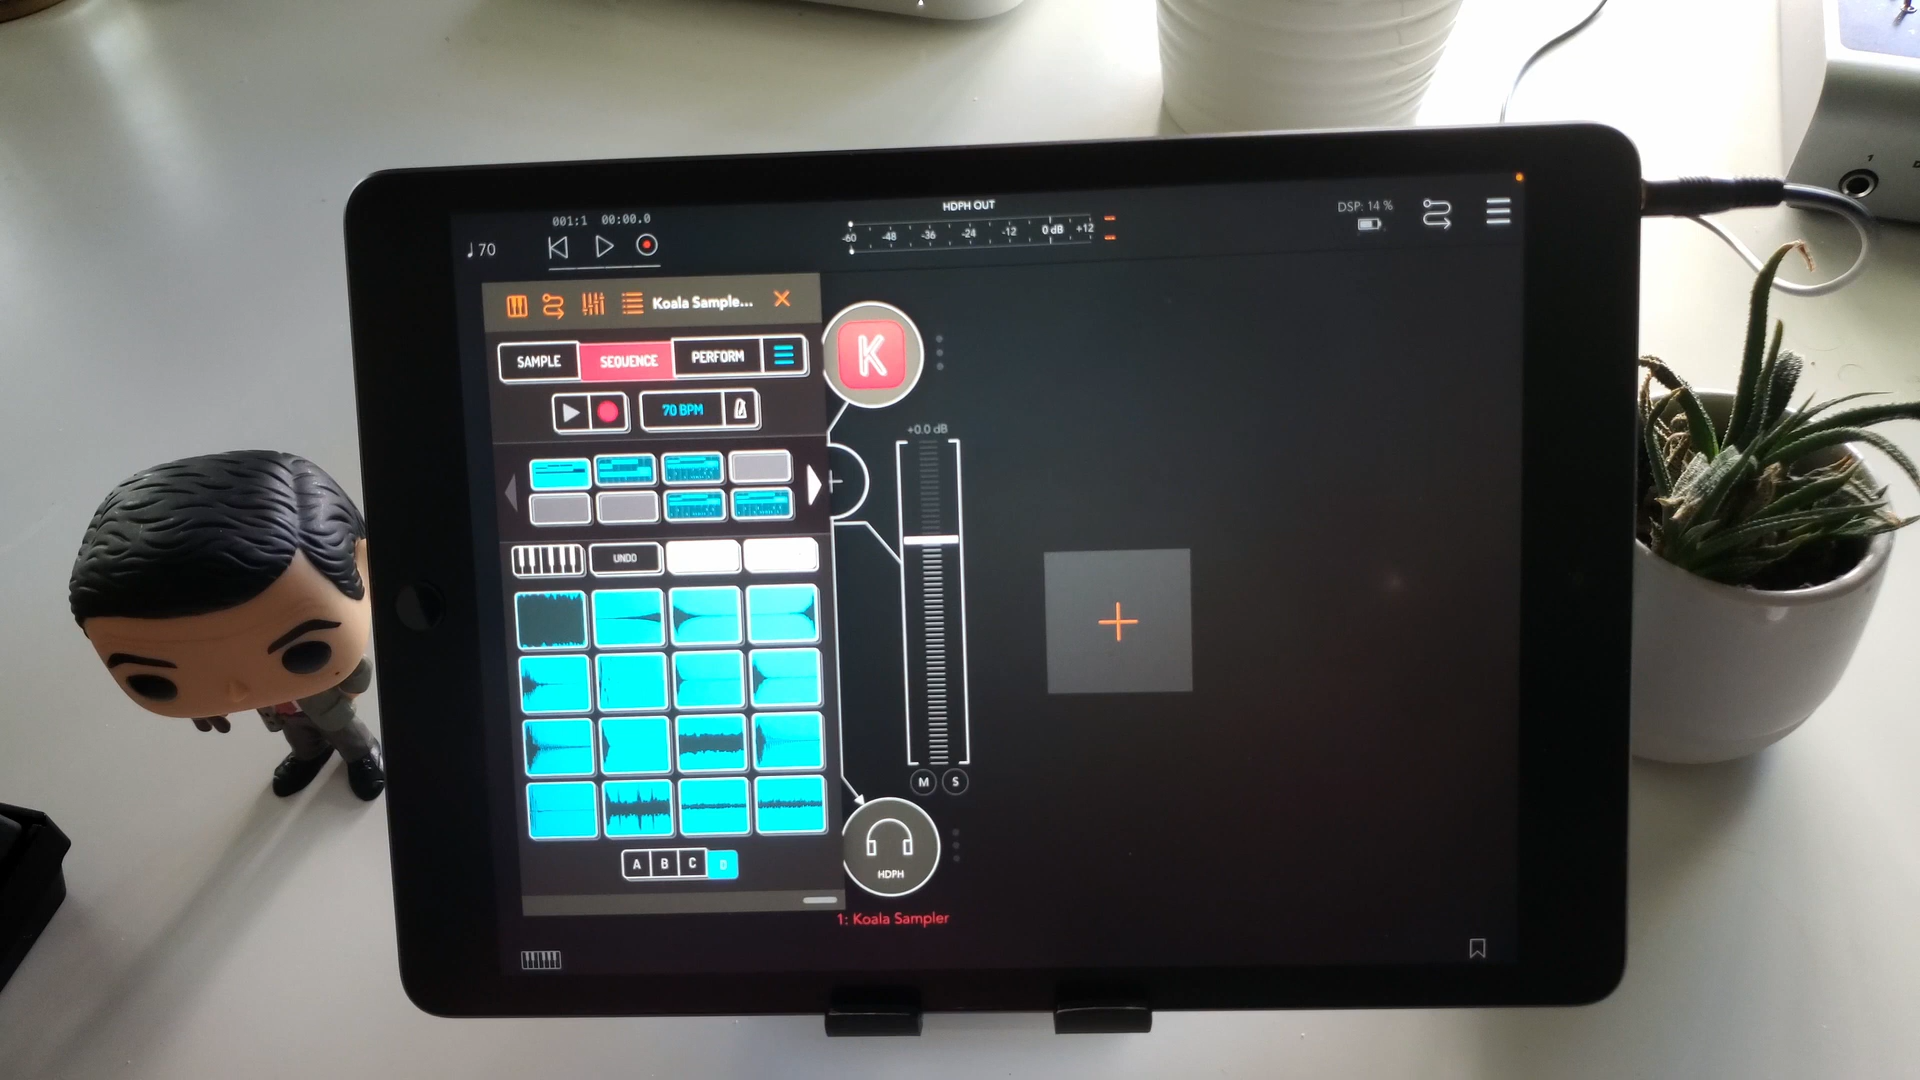 HDPH OUT
001:1 00:00.0
70
-60 -48 -36 -24 -12 0 dB +12
DSP: 14 %
Koala Sample...
SAMPLE SEQUENCE PERFORM
70 BPM
K
+0.0 dB
UNDO
M S
A B C D
HDPH
1: Koala Sampler
1